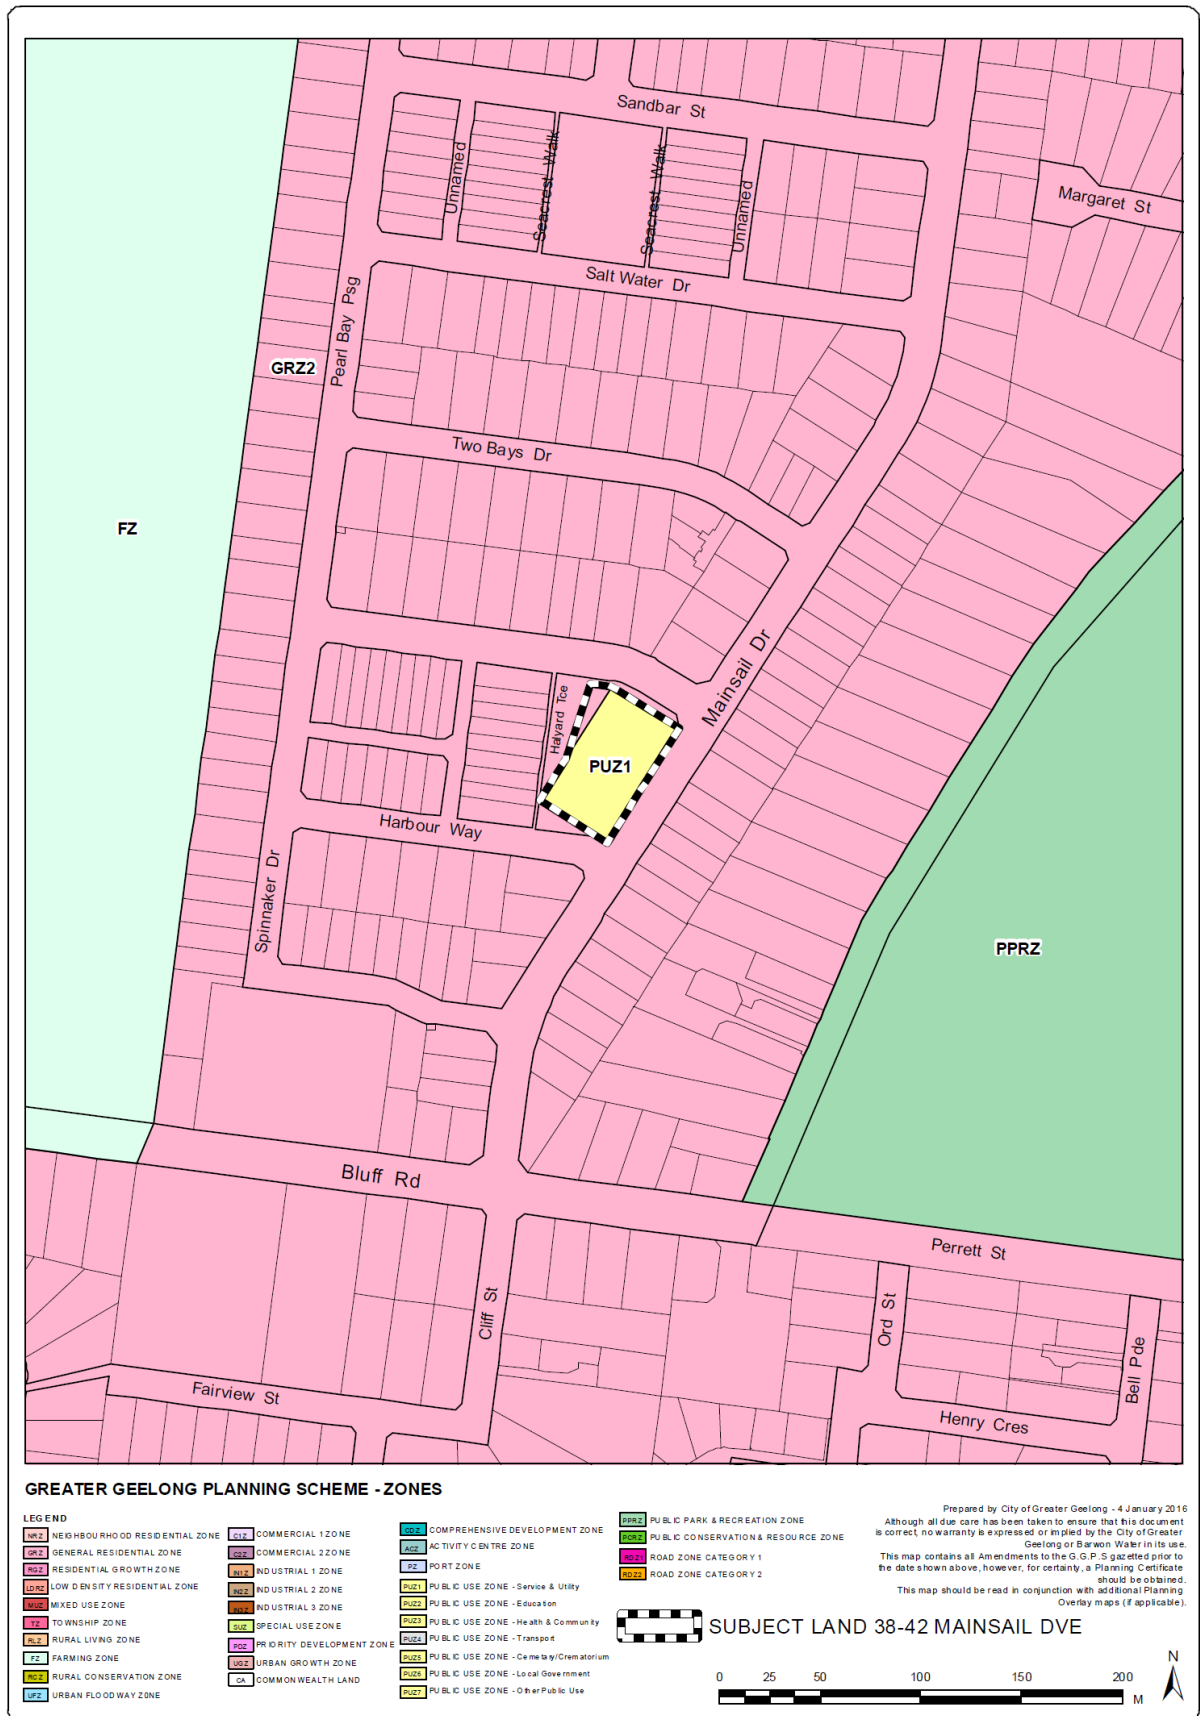 Sandbar St
Unnamed
Seacrest Walk
Seacrest Walk
Unnamed
Margaret St
Salt Water Dr
Pearl Bay Psg
GRZ2
Two Bays Dr
FZ
Mainsail Dr
Halyard Tce
PUZ1
Harbour Way
Spinnaker Dr
PPRZ
Bluff Rd
Perrett St
Cliff St
Ord St
Bell Pde
Fairview St
Henry Cres
GREATER GEELONG PLANNING SCHEME - ZONES
LEGEND
NRZ NEIGHBOURHOOD RESIDENTIAL ZONE
GRZ GENERAL RESIDENTIAL ZONE
RGZ RESIDENTIAL GROWTH ZONE
LDRZ LOW DENSITY RESIDENTIAL ZONE
MUZ MIXED USE ZONE
TZ TOWNSHIP ZONE
RLZ RURAL LIVING ZONE
FZ FARMING ZONE
RCZ RURAL CONSERVATION ZONE
UFZ URBAN FLOODWAY ZONE
C1Z COMMERCIAL 1 ZONE
C2Z COMMERCIAL 2 ZONE
IN1Z INDUSTRIAL 1 ZONE
IN2Z INDUSTRIAL 2 ZONE
IN3Z INDUSTRIAL 3 ZONE
SUZ SPECIAL USE ZONE
PDZ PRIORITY DEVELOPMENT ZONE
UGZ URBAN GROWTH ZONE
CA COMMONWEALTH LAND
CDZ COMPREHENSIVE DEVELOPMENT ZONE
ACZ ACTIVITY CENTRE ZONE
PZ PORT ZONE
PUZ1 PUBLIC USE ZONE - Service & Utility
PUZ2 PUBLIC USE ZONE - Education
PUZ3 PUBLIC USE ZONE - Health & Community
PUZ4 PUBLIC USE ZONE - Transport
PUZ5 PUBLIC USE ZONE - Cemetary/Crematorium
PUZ6 PUBLIC USE ZONE - Local Government
PUZ7 PUBLIC USE ZONE - Other Public Use
PPRZ PUBLIC PARK & RECREATION ZONE
PCRZ PUBLIC CONSERVATION & RESOURCE ZONE
RDZ1 ROAD ZONE CATEGORY 1
RDZ2 ROAD ZONE CATEGORY 2
SUBJECT LAND 38-42 MAINSAIL DVE
Prepared by City of Greater Geelong - 4 January 2016
Although all due care has been taken to ensure that this document
is correct, no warranty is expressed or implied by the City of Greater
Geelong or Barwon Water in its use.
This map contains all Amendments to the G.G.P.S gazetted prior to
the date shown above, however, for certainty, a Planning Certificate
should be obtained.
This map should be read in conjunction with additional Planning
Overlay maps (if applicable).
0 25 50 100 150 200
M
N